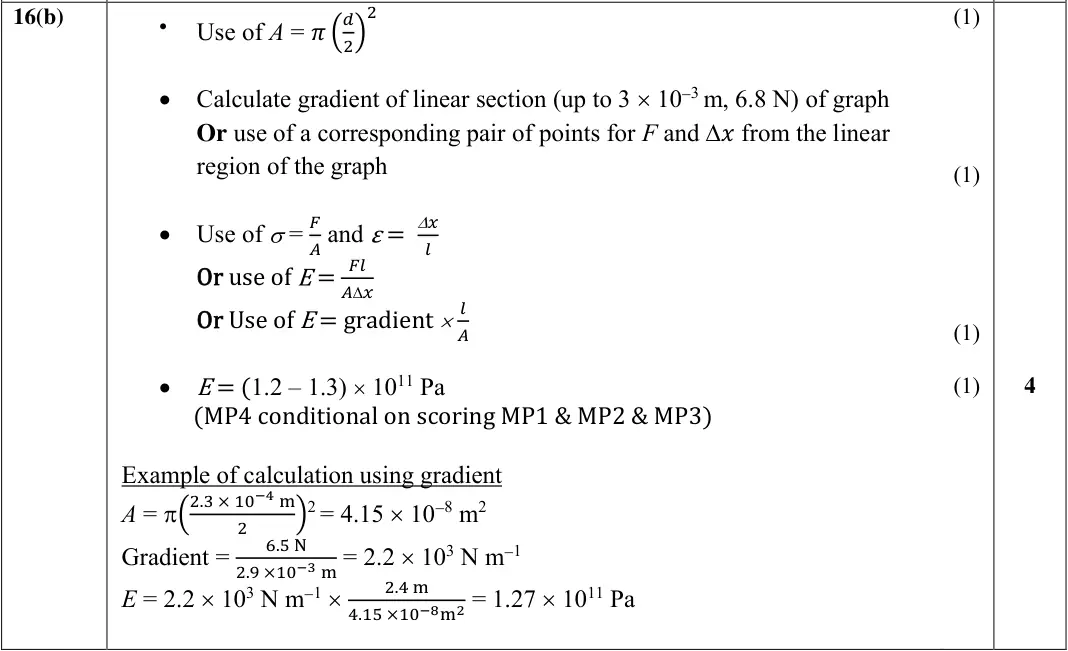 16(b)
• Use of A = π (d/2)² (1)
• Calculate gradient of linear section (up to 3 × 10⁻³ m, 6.8 N) of graph
Or use of a corresponding pair of points for F and Δx from the linear
region of the graph
(1)
• Use of σ = F/A and ε = Δx/l
Or use of E = Fl/AΔx
Or Use of E = gradient × l/A
(1)
• E = (1.2 – 1.3) × 10¹¹ Pa (1) 4
(MP4 conditional on scoring MP1 & MP2 & MP3)
Example of calculation using gradient
A = π(2.3 × 10⁻⁴ m/2)² = 4.15 × 10⁻⁸ m²
Gradient = 6.5 N/2.9 ×10⁻³ m = 2.2 × 10³ N m⁻¹
E = 2.2 × 10³ N m⁻¹ × 2.4 m/4.15 ×10⁻⁸m² = 1.27 × 10¹¹ Pa